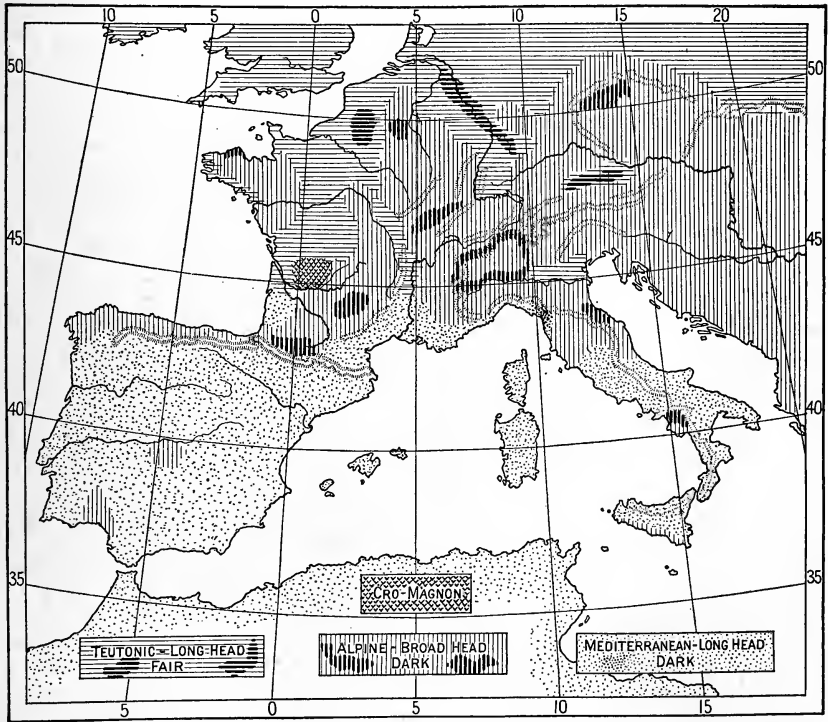 10 5 0 5 10 15 20
50 50
45 45
40 40
35 35
CRO-MAGNON
TEUTONIC-LONG-HEAD
FAIR
ALPINE-BROAD HEAD
DARK
MEDITERRANEAN-LONG HEAD
DARK
5 0 5 10 15